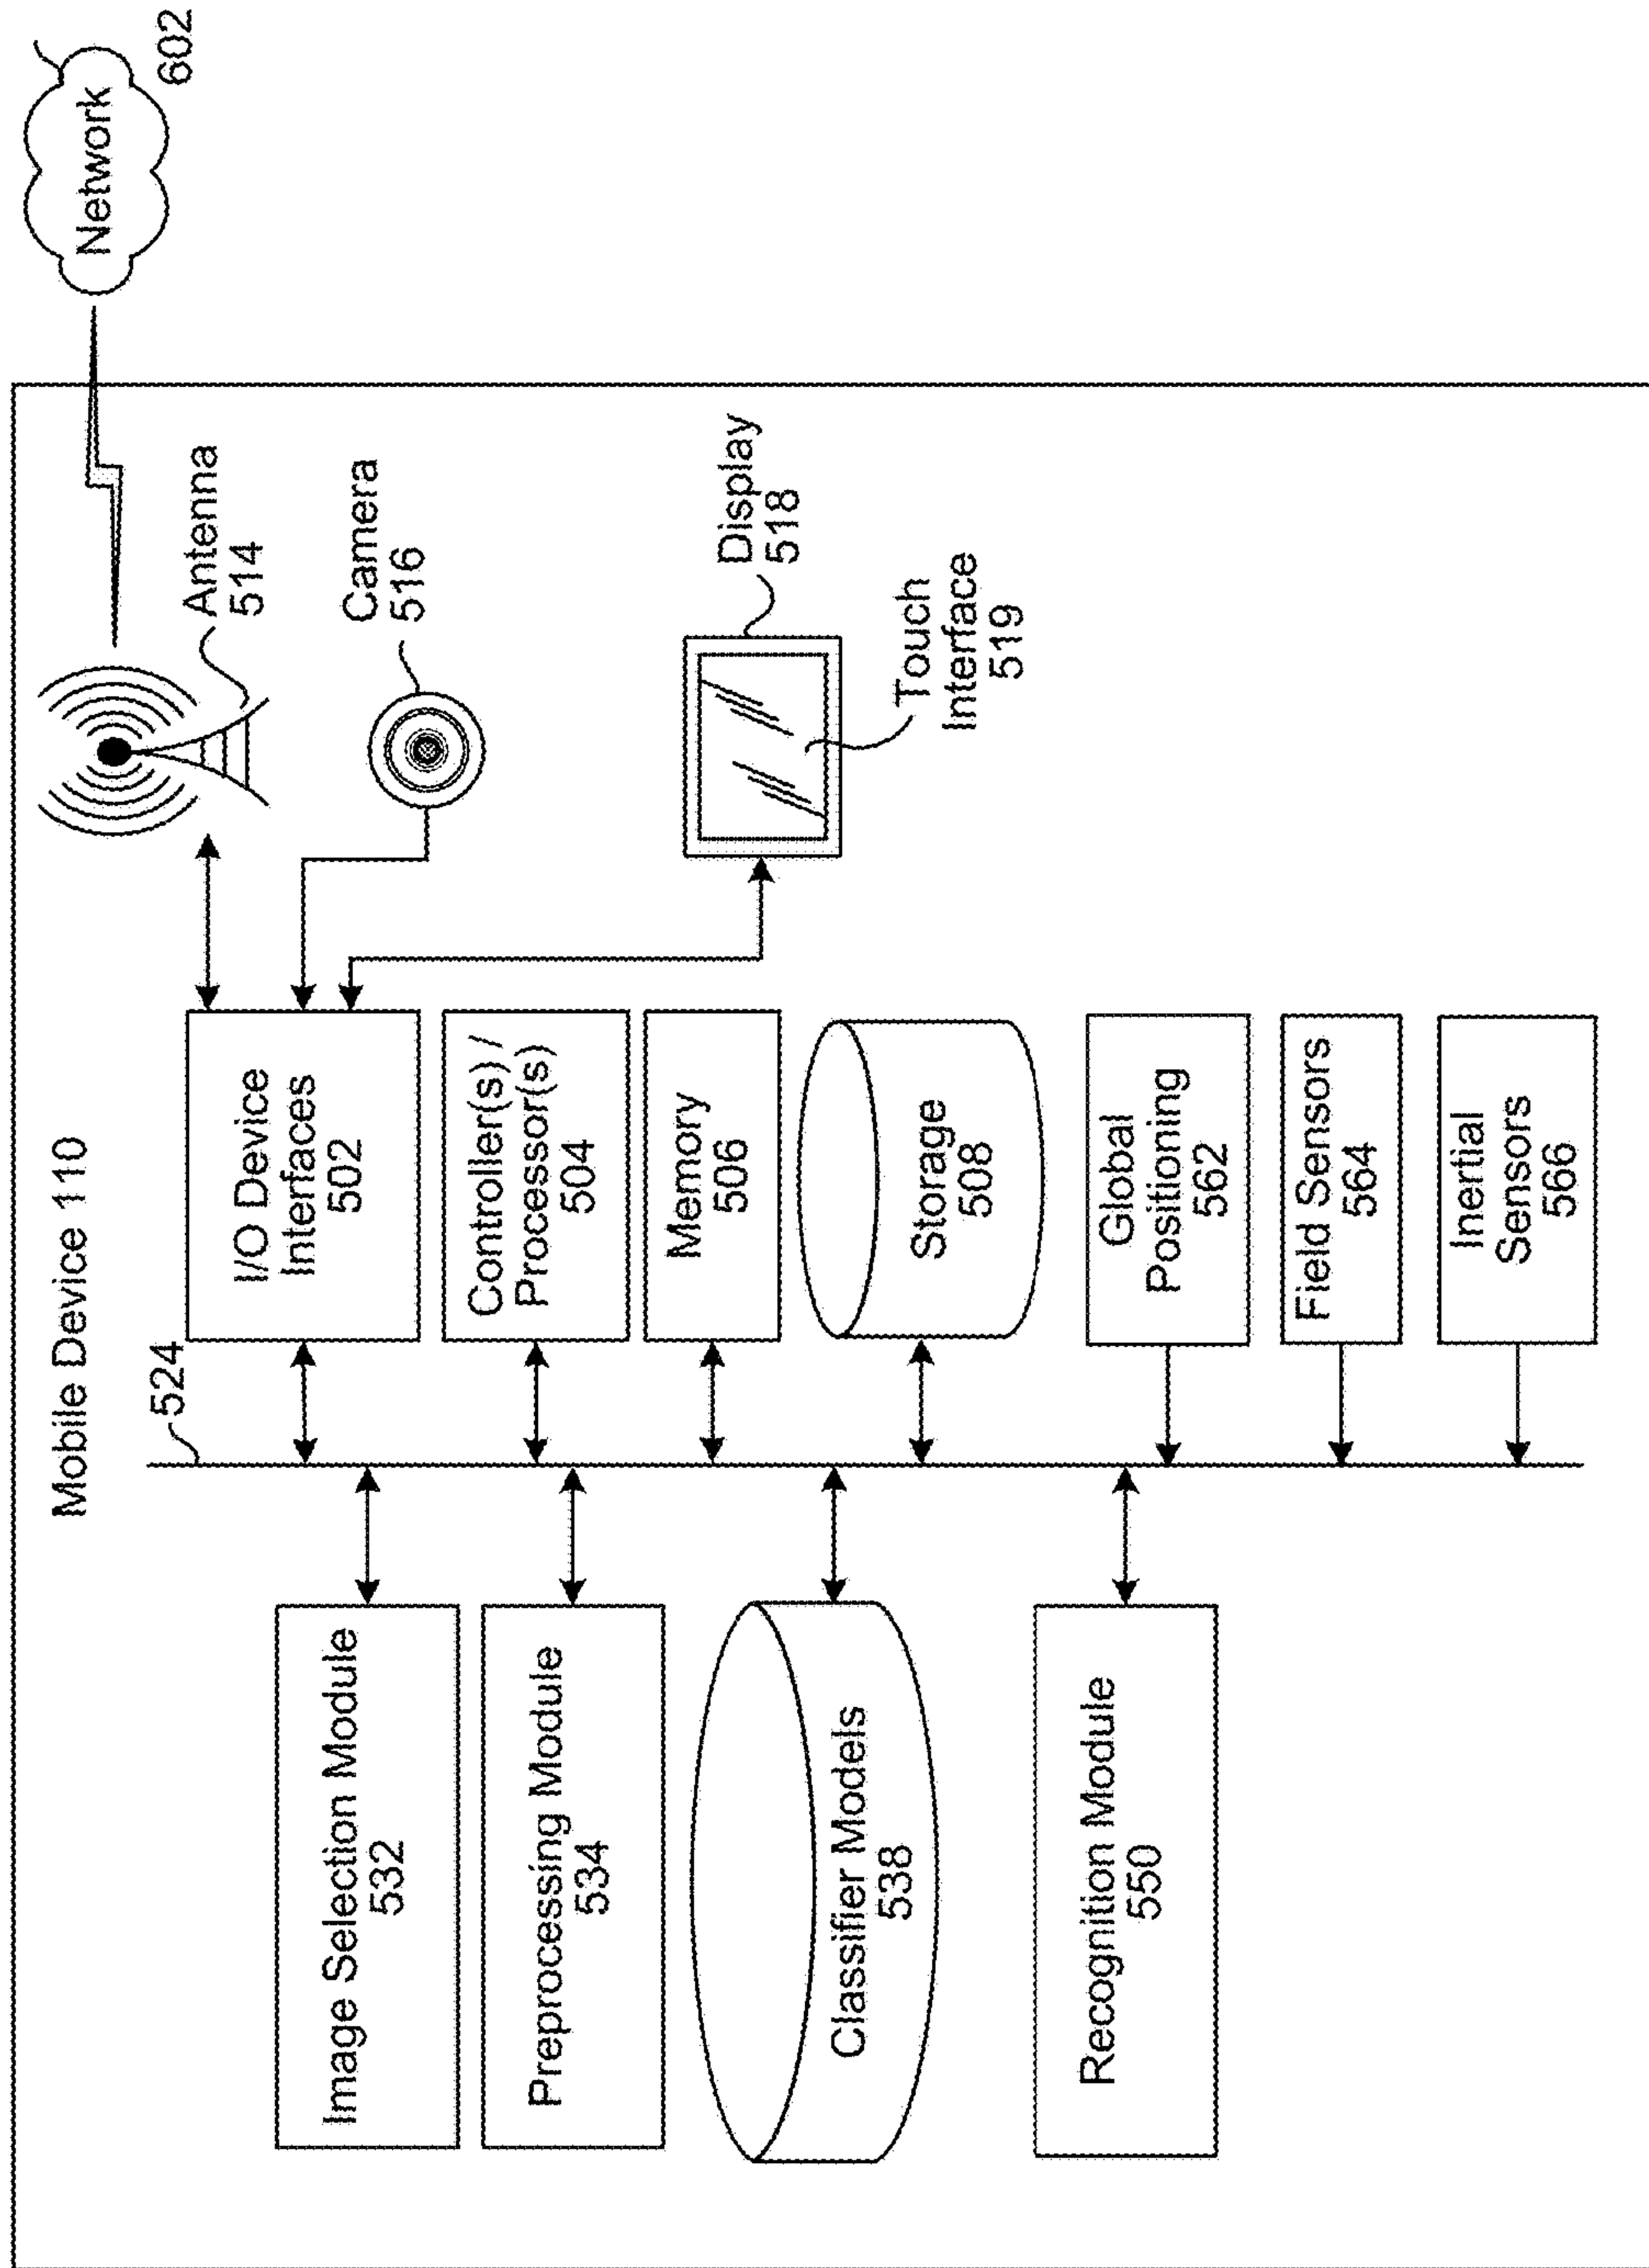 Mobile Device 110
524
Image Selection Module
532
Preprocessing Module
534
Classifier Models
538
Recognition Module
550
I/O Device
Interfaces
502
Controller(s) /
Processor(s)
504
Memory
506
Storage
508
Global
Positioning
562
Field Sensors
564
Inertial
Sensors
566
Antenna
514
Camera
516
Display
518
Touch
Interface
519
Network
602